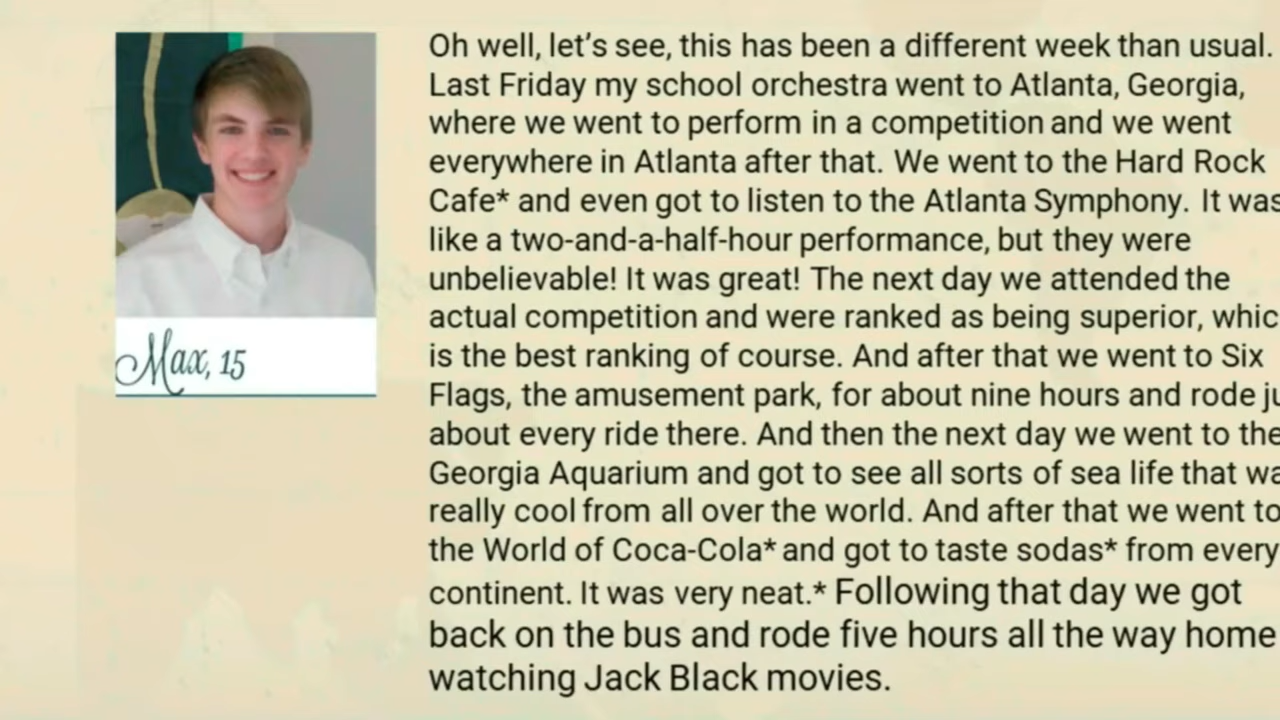 Oh well, let's see, this has been a different week than usual.
Last Friday my school orchestra went to Atlanta, Georgia,
where we went to perform in a competition and we went
everywhere in Atlanta after that. We went to the Hard Rock
Cafe* and even got to listen to the Atlanta Symphony. It was
like a two-and-a-half-hour performance, but they were
unbelievable! It was great! The next day we attended the
actual competition and were ranked as being superior, whic
is the best ranking of course. And after that we went to Six
Flags, the amusement park, for about nine hours and rode ju
about every ride there. And then the next day we went to the
Georgia Aquarium and got to see all sorts of sea life that wa
really cool from all over the world. And after that we went to
the World of Coca-Cola* and got to taste sodas* from every
continent. It was very neat.* Following that day we got
back on the bus and rode five hours all the way home
watching Jack Black movies.
Max, 15